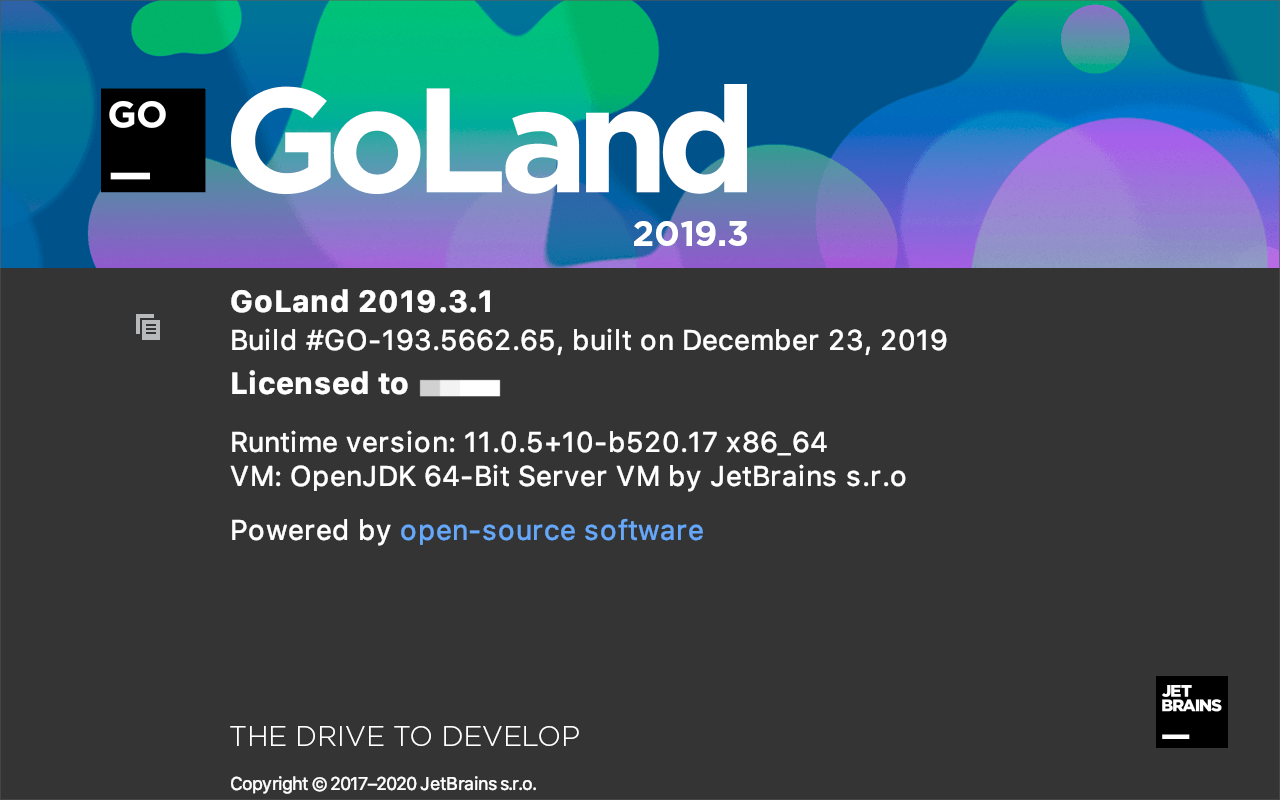 GO
GoLand
2019.3
GoLand 2019.3.1
Build #GO-193.5662.65, built on December 23, 2019
Licensed to
Runtime version: 11.0.5+10-b520.17 x86_64
VM: OpenJDK 64-Bit Server VM by JetBrains s.r.o
Powered by open-source software
JET
BRAINS
THE DRIVE TO DEVELOP
Copyright © 2017–2020 JetBrains s.r.o.